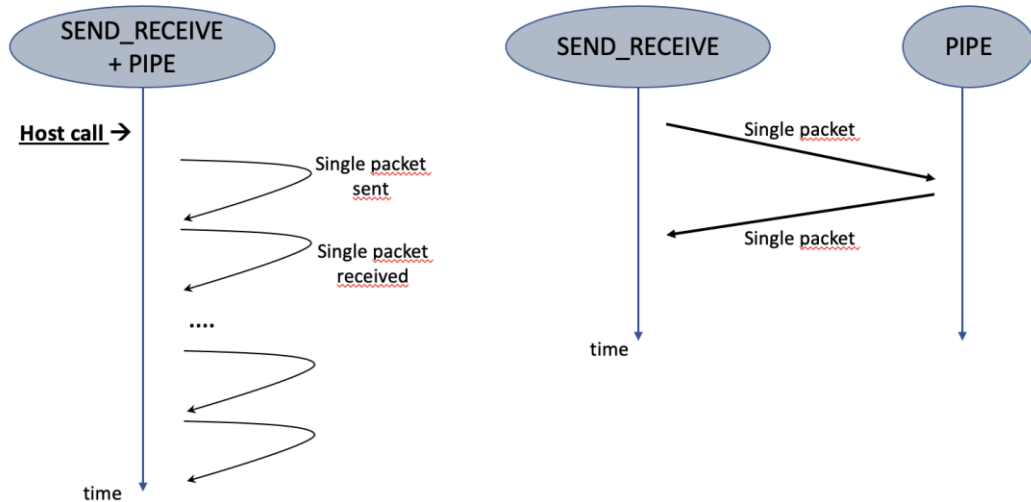 SEND_RECEIVE
+ PIPE
Host call →
Single packet
sent
Single packet
received
....
time
SEND_RECEIVE
PIPE
Single packet
Single packet
time